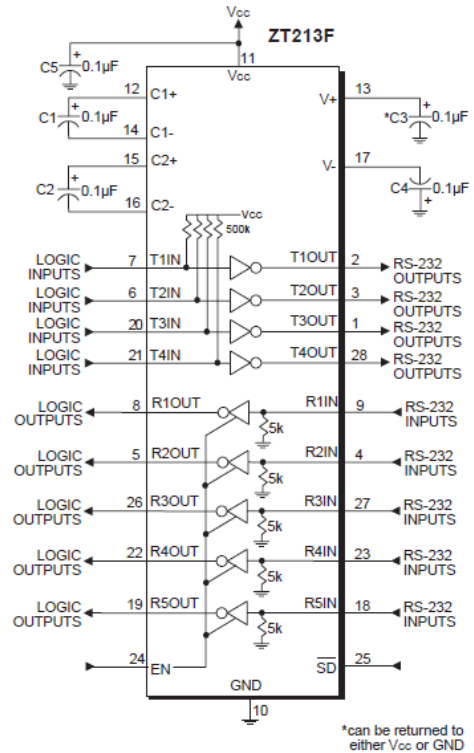 Vcc
ZT213F
11
Vcc
C5 + 0.1µF
12 C1+
C1 + 0.1µF
14 C1-
15 C2+
C2 + 0.1µF
16 C2-
V+ 13
*C3 + 0.1µF
V- 17
C4 + 0.1µF
Vcc
500k
LOGIC INPUTS 7 T1IN T1OUT 2 RS-232 OUTPUTS
LOGIC INPUTS 6 T2IN T2OUT 3 RS-232 OUTPUTS
LOGIC INPUTS 20 T3IN T3OUT 1 RS-232 OUTPUTS
LOGIC INPUTS 21 T4IN T4OUT 28 RS-232 OUTPUTS
LOGIC OUTPUTS 8 R1OUT R1IN 9 RS-232 INPUTS
5k
LOGIC OUTPUTS 5 R2OUT R2IN 4 RS-232 INPUTS
5k
LOGIC OUTPUTS 26 R3OUT R3IN 27 RS-232 INPUTS
5k
LOGIC OUTPUTS 22 R4OUT R4IN 23 RS-232 INPUTS
5k
LOGIC OUTPUTS 19 R5OUT R5IN 18 RS-232 INPUTS
5k
24 EN SD 25
GND
10
*can be returned to
either Vcc or GND